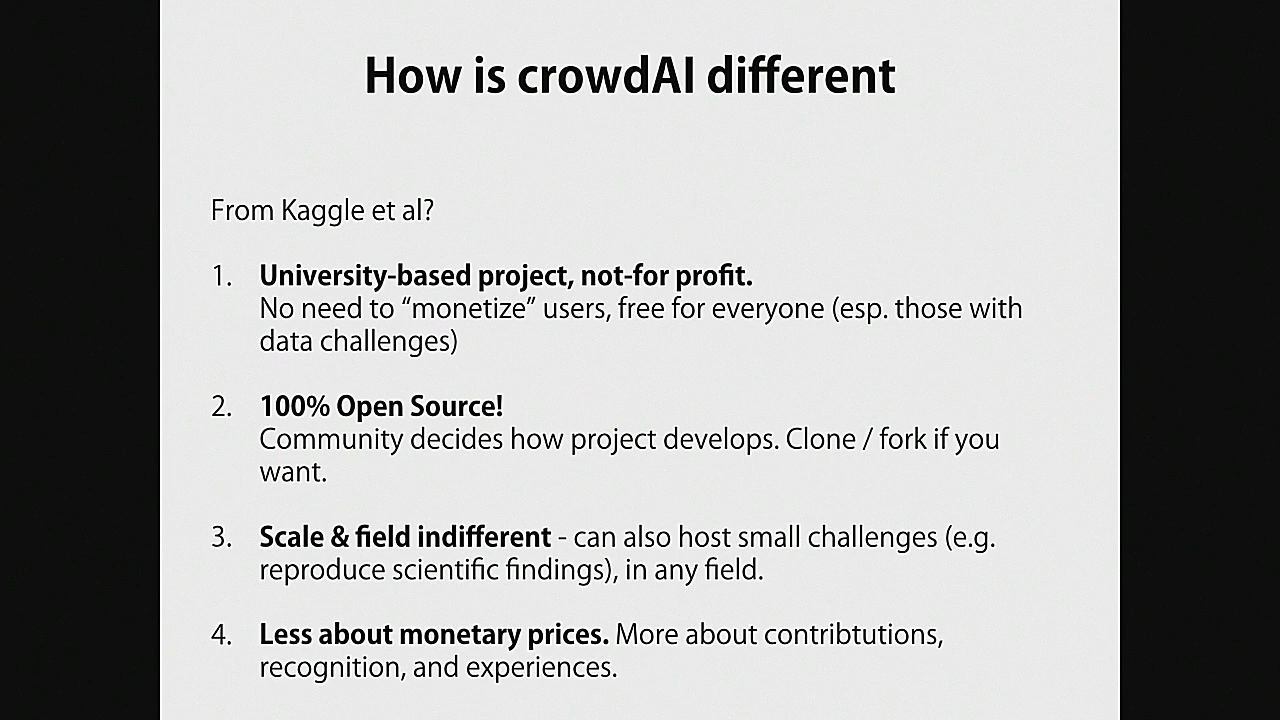 How is crowdAI different
From Kaggle et al?
1. University-based project, not-for profit.
No need to “monetize” users, free for everyone (esp. those with
data challenges)
2. 100% Open Source!
Community decides how project develops. Clone / fork if you
want.
3. Scale & field indifferent - can also host small challenges (e.g.
reproduce scientific findings), in any field.
4. Less about monetary prices. More about contribtutions,
recognition, and experiences.